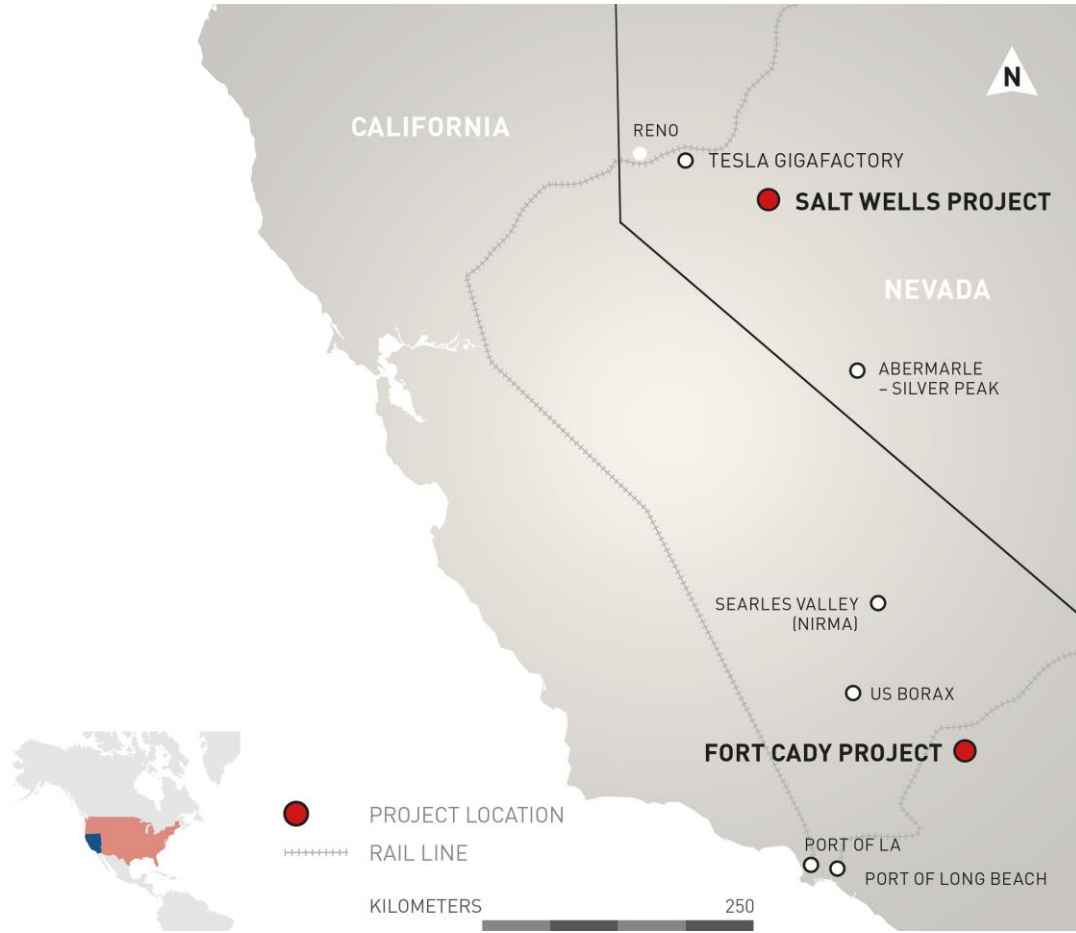 N
CALIFORNIA
RENO
TESLA GIGAFACTORY
SALT WELLS PROJECT
NEVADA
ABERMARLE
– SILVER PEAK
SEARLES VALLEY
(NIRMA)
US BORAX
FORT CADY PROJECT
PROJECT LOCATION
RAIL LINE
PORT OF LA
PORT OF LONG BEACH
KILOMETERS 250